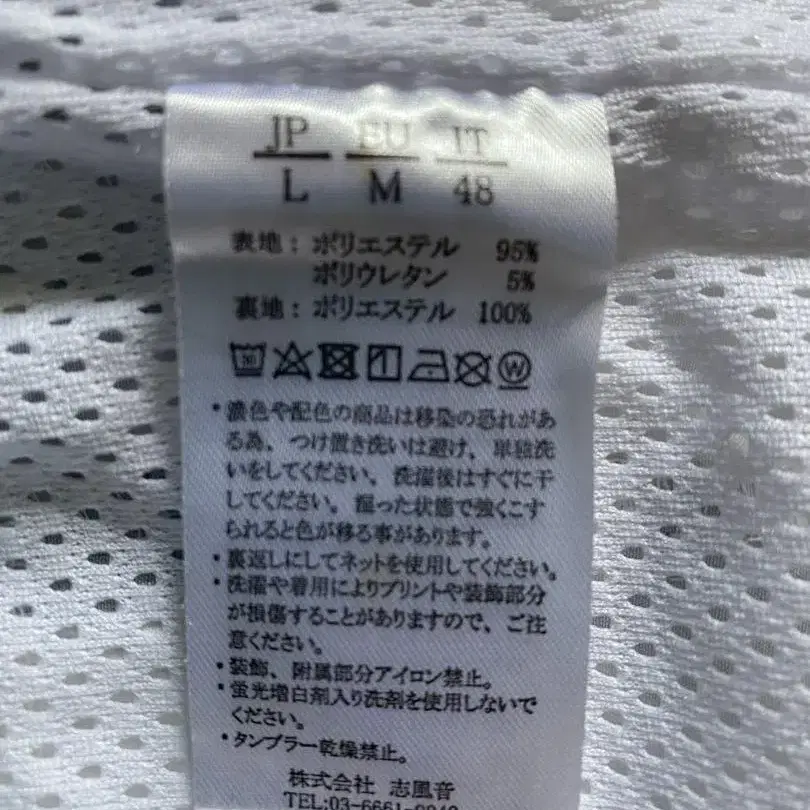 JP EU IT
L M 48
表地：ポリエステル 95%
ポリウレタン 5%
裏地：ポリエステル 100%
30 W
・濃色や配色の商品は移染の恐れがあ
る為、つけ置き洗いは避け、単独洗
いをしてください。洗濯後はすぐに干
してください。湿った状態で強くこす
られると色が移る事があります。
・裏返しにしてネットを使用してください。
・洗濯や着用によりプリントや装飾部分
が損傷することがありますので、ご注
意ください。
・装飾、附属部分アイロン禁止。
・蛍光増白剤入り洗剤を使用しないで
ください。
・タンブラー乾燥禁止。
株式会社 志風音
TEL:03-6661-